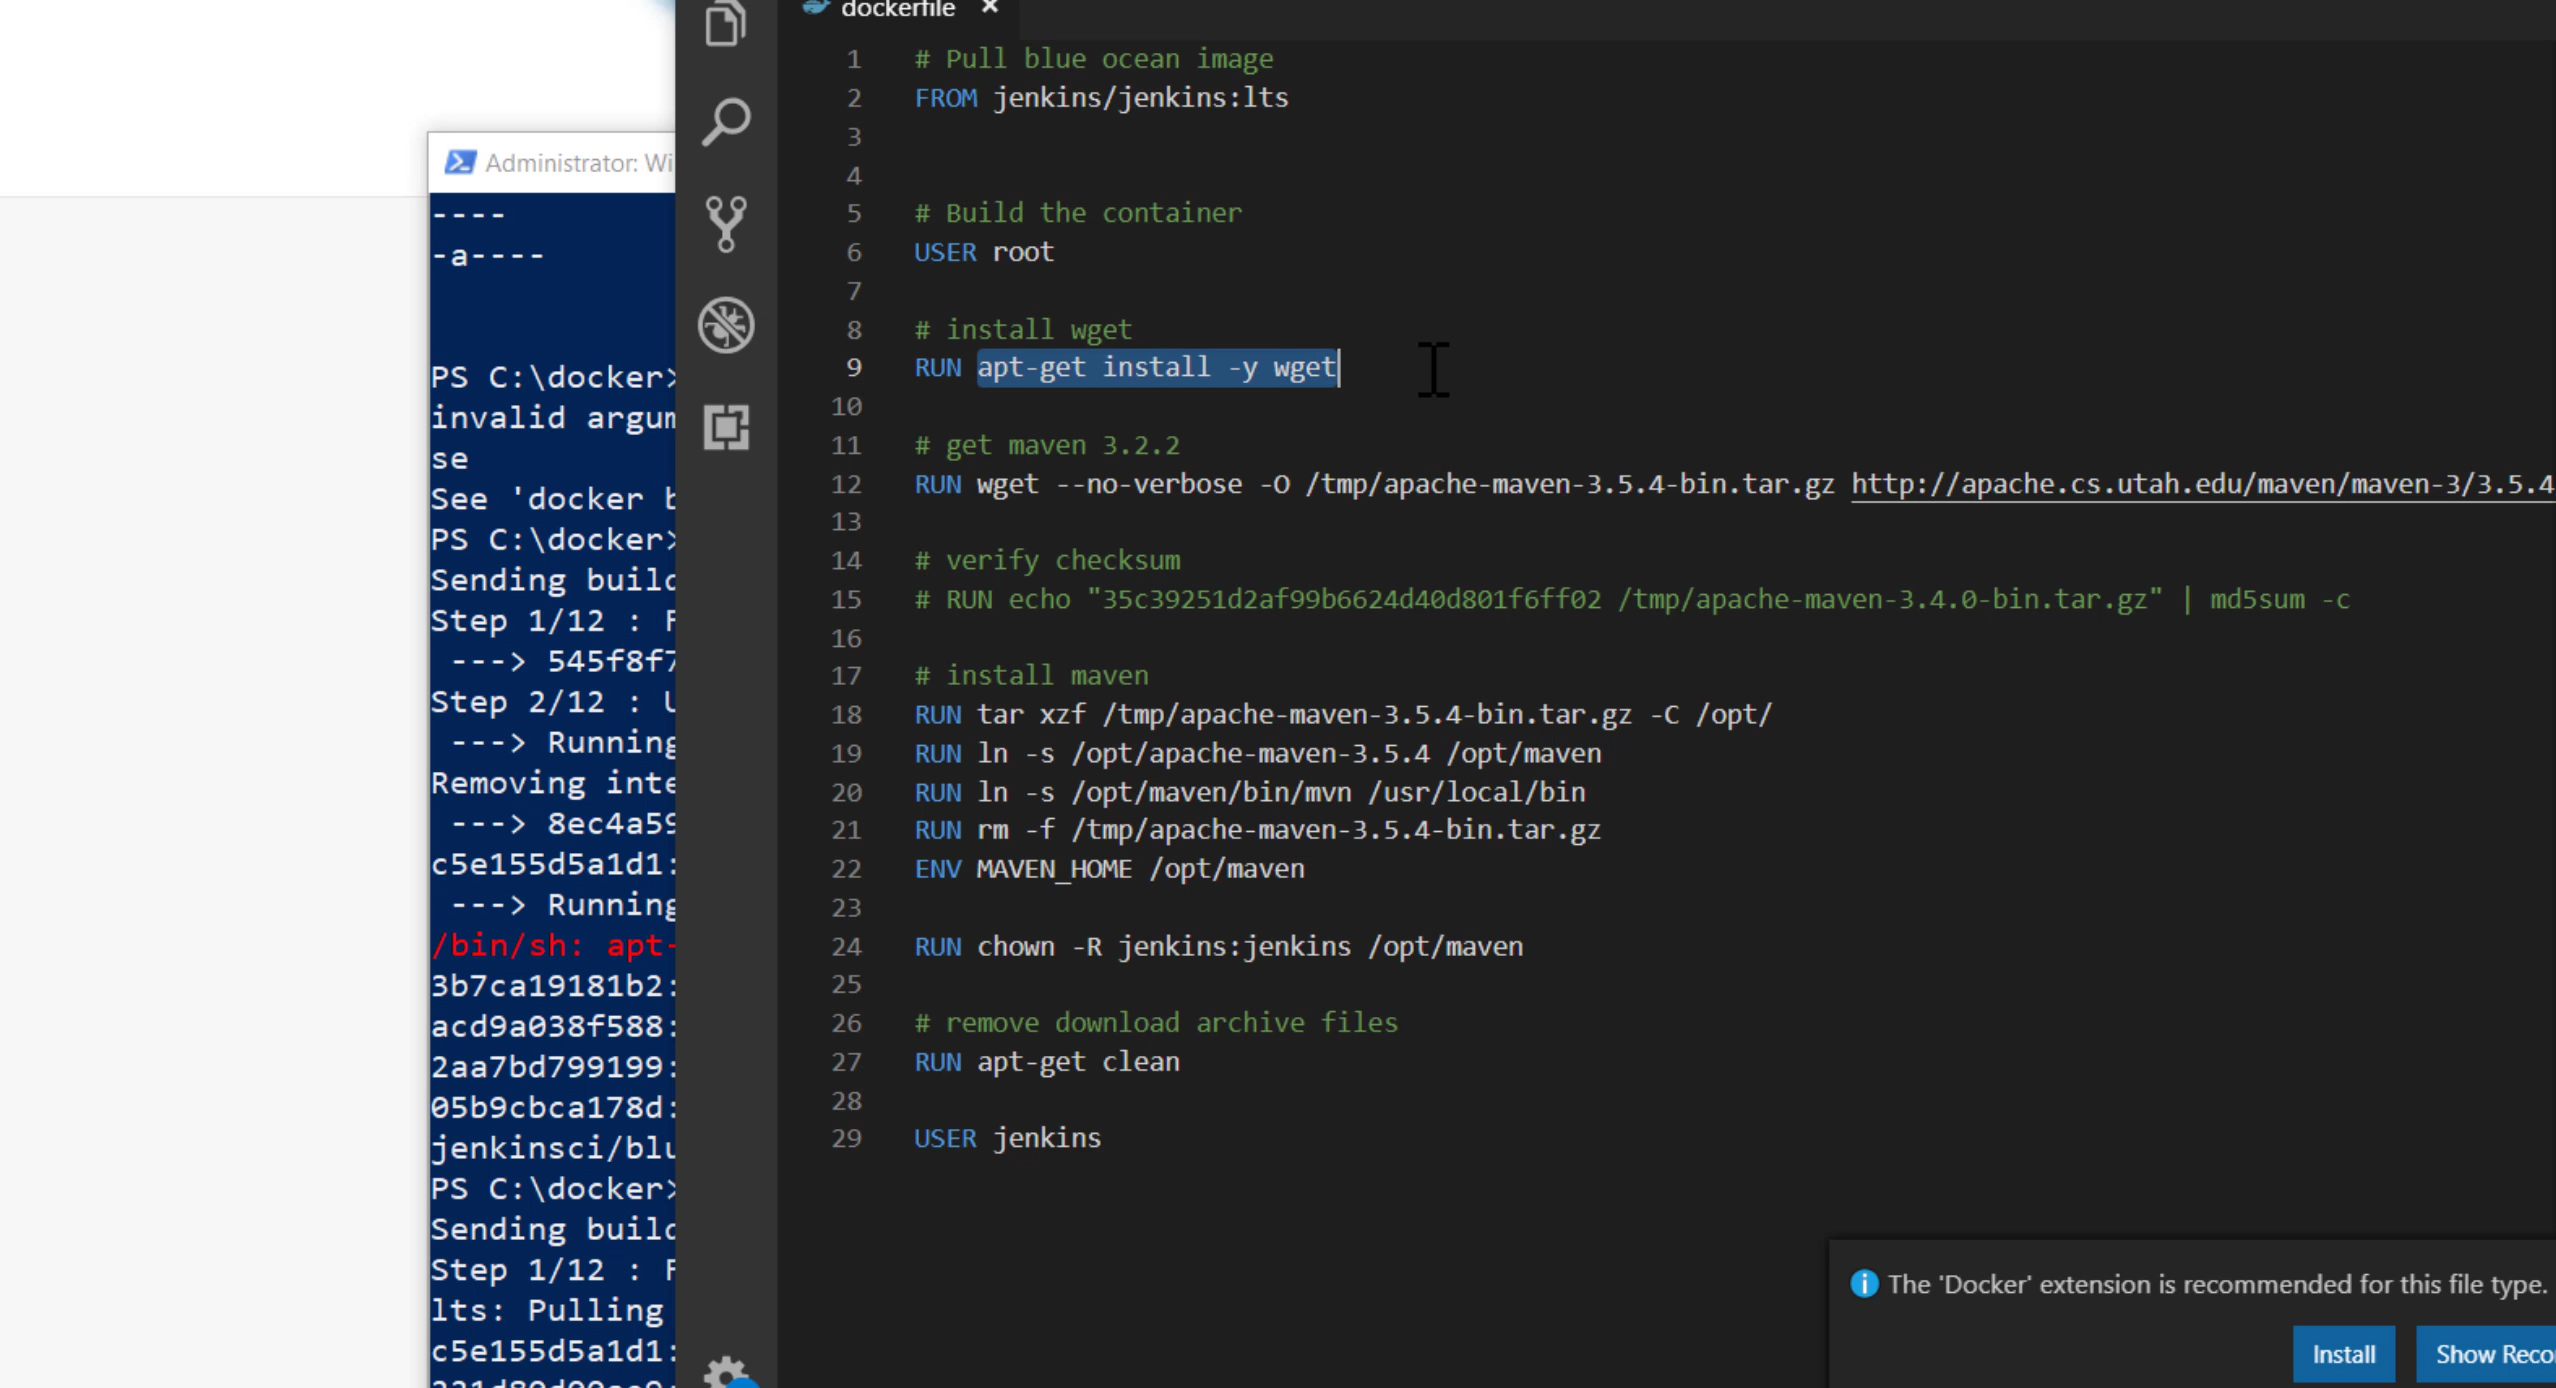 dockerfile ×
1 # Pull blue ocean image
2 FROM jenkins/jenkins:lts
3
4
5 # Build the container
6 USER root
7
8 # install wget
9 RUN apt-get install -y wget
10
11 # get maven 3.2.2
12 RUN wget --no-verbose -O /tmp/apache-maven-3.5.4-bin.tar.gz http://apache.cs.utah.edu/maven/maven-3/3.5.4
13
14 # verify checksum
15 # RUN echo "35c39251d2af99b6624d40d801f6ff02 /tmp/apache-maven-3.4.0-bin.tar.gz" | md5sum -c
16
17 # install maven
18 RUN tar xzf /tmp/apache-maven-3.5.4-bin.tar.gz -C /opt/
19 RUN ln -s /opt/apache-maven-3.5.4 /opt/maven
20 RUN ln -s /opt/maven/bin/mvn /usr/local/bin
21 RUN rm -f /tmp/apache-maven-3.5.4-bin.tar.gz
22 ENV MAVEN_HOME /opt/maven
23
24 RUN chown -R jenkins:jenkins /opt/maven
25
26 # remove download archive files
27 RUN apt-get clean
28
29 USER jenkins
Administrator: Wi
----
-a----
PS C:\docker>
invalid argum
se
See 'docker b
PS C:\docker>
Sending build
Step 1/12 : F
---> 545f8f7
Step 2/12 : U
---> Running
Removing inte
---> 8ec4a59
c5e155d5a1d1:
---> Running
/bin/sh: apt-
3b7ca19181b2:
acd9a038f588:
2aa7bd799199:
05b9cbca178d:
jenkinsci/blu
PS C:\docker>
Sending build
Step 1/12 : F
lts: Pulling
c5e155d5a1d1:
The 'Docker' extension is recommended for this file type.
Install
Show Reco